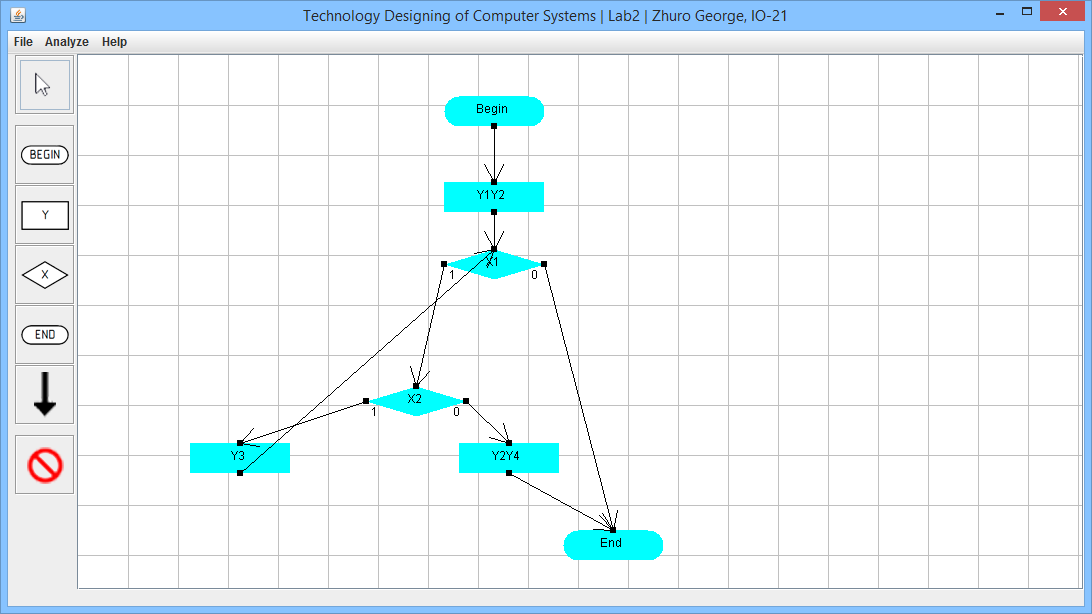 Technology Designing of Computer Systems | Lab2 | Zhuro George, IO-21
File Analyze Help
BEGIN
Y
X
END
Begin
Y1Y2
X1
1
0
X2
1
0
Y3
Y2Y4
End